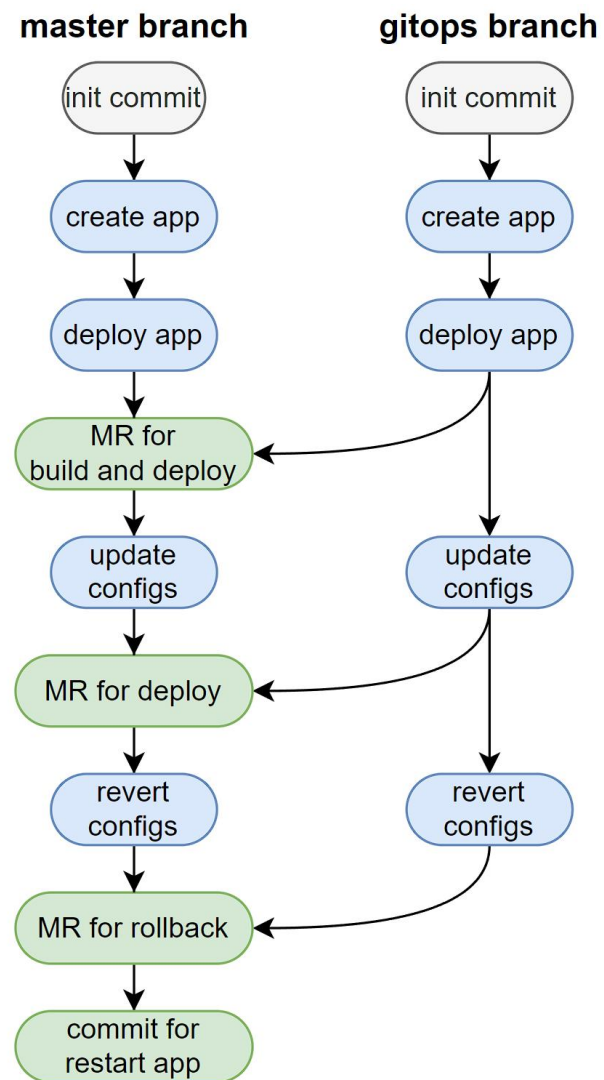 master branch
gitops branch
init commit
init commit
create app
create app
deploy app
deploy app
MR for
build and deploy
update
configs
update
configs
MR for deploy
revert
configs
revert
configs
MR for rollback
commit for
restart app